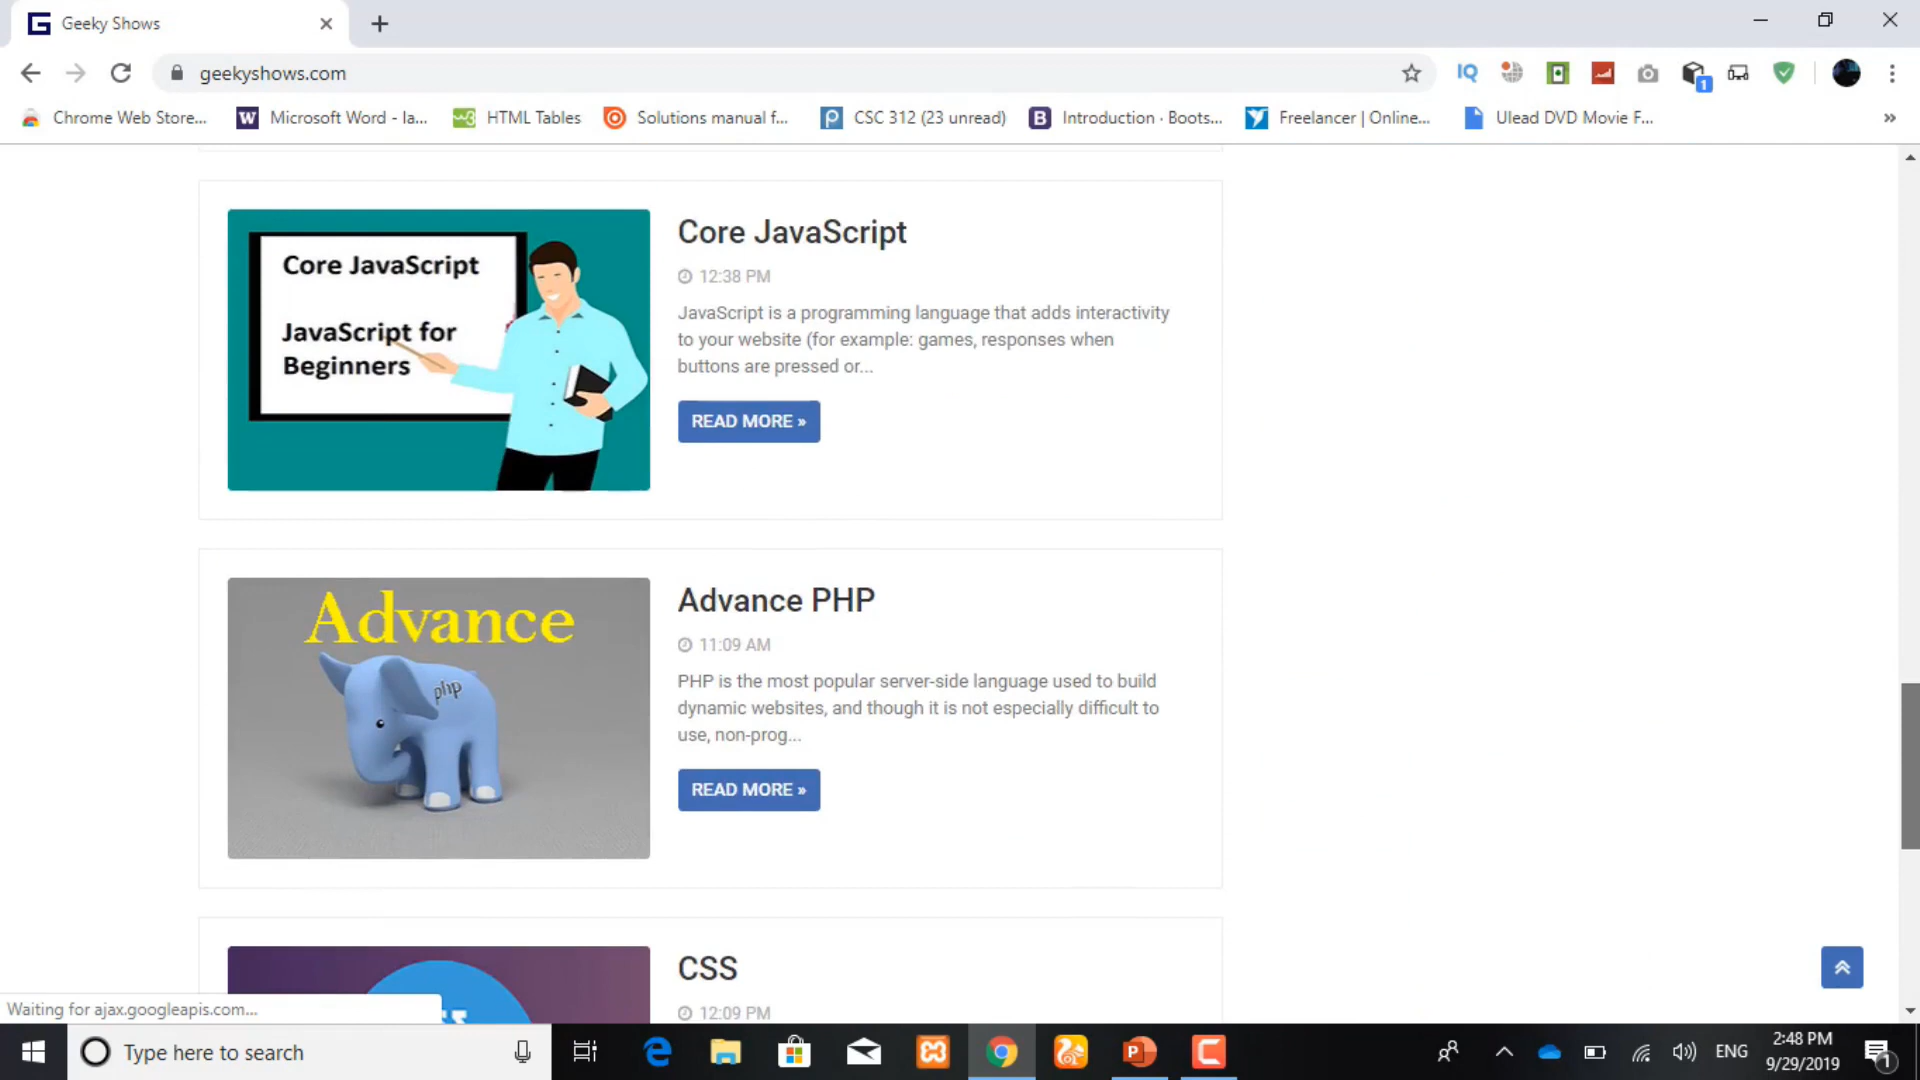 Geeky Shows
geekyshows.com
IQ
1
Chrome Web Store...
W
Microsoft Word - la...
HTML Tables
Solutions manual f...
CSC 312 (23 unread)
B
Introduction · Boots...
Freelancer | Online...
Ulead DVD Movie F...
»
Core JavaScript
JavaScript for
Beginners
Core JavaScript
12:38 PM
JavaScript is a programming language that adds interactivity
to your website (for example: games, responses when
buttons are pressed or...
READ MORE »
Advance
php
Advance PHP
11:09 AM
PHP is the most popular server-side language used to build
dynamic websites, and though it is not especially difficult to
use, non-prog...
READ MORE »
CSS
12:09 PM
Waiting for ajax.googleapis.com...
Type here to search
ENG
2:48 PM
9/29/2019
1